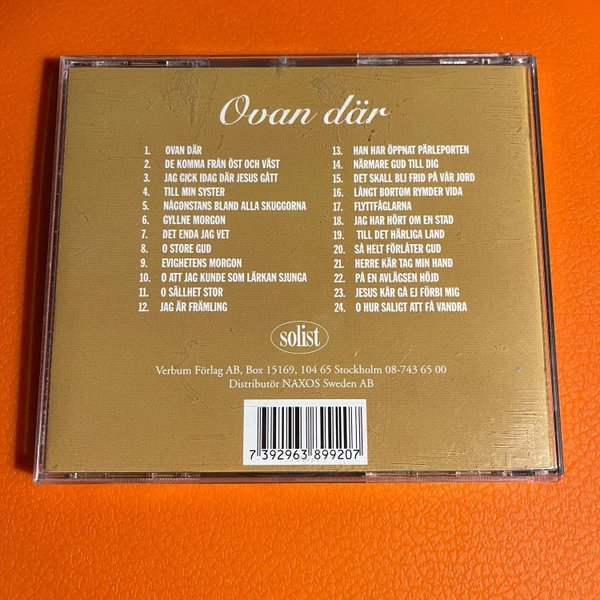 Ovan där
1. OVAN DÄR
2. DE KOMMA FRÅN ÖST OCH VÄST
3. JAG GICK IDAG DÄR JESUS GÅTT
4. TILL MIN SYSTER
5. NÅGONSTANS BLAND ALLA SKUGGORNA
6. GYLLNE MORGON
7. DET ENDA JAG VET
8. O STORE GUD
9. EVIGHETENS MORGON
10. O ATT JAG KUNDE SOM LÄRKAN SJUNGA
11. O SÄLLHET STOR
12. JAG ÄR FRÄMLING
13. HAN HAR ÖPPNAT PÄRLEPORTEN
14. NÄRMARE GUD TILL DIG
15. DET SKALL BLI FRID PÅ VÅR JORD
16. LÅNGT BORTOM RYMDER VIDA
17. FLYTTFÅGLARNA
18. JAG HAR HÖRT OM EN STAD
19. TILL DET HÄRLIGA LAND
20. SÅ HELT FÖRLÅTER GUD
21. HERRE KÄR TAG MIN HAND
22. PÅ EN AVLÄGSEN HÖJD
23. JESUS KÄR GÅ EJ FÖRBI MIG
24. O HUR SALIGT ATT FÅ VANDRA
solist
Verbum Förlag AB, Box 15169, 104 65 Stockholm 08-743 65 00
Distributör NAXOS Sweden AB
7 392963 899207